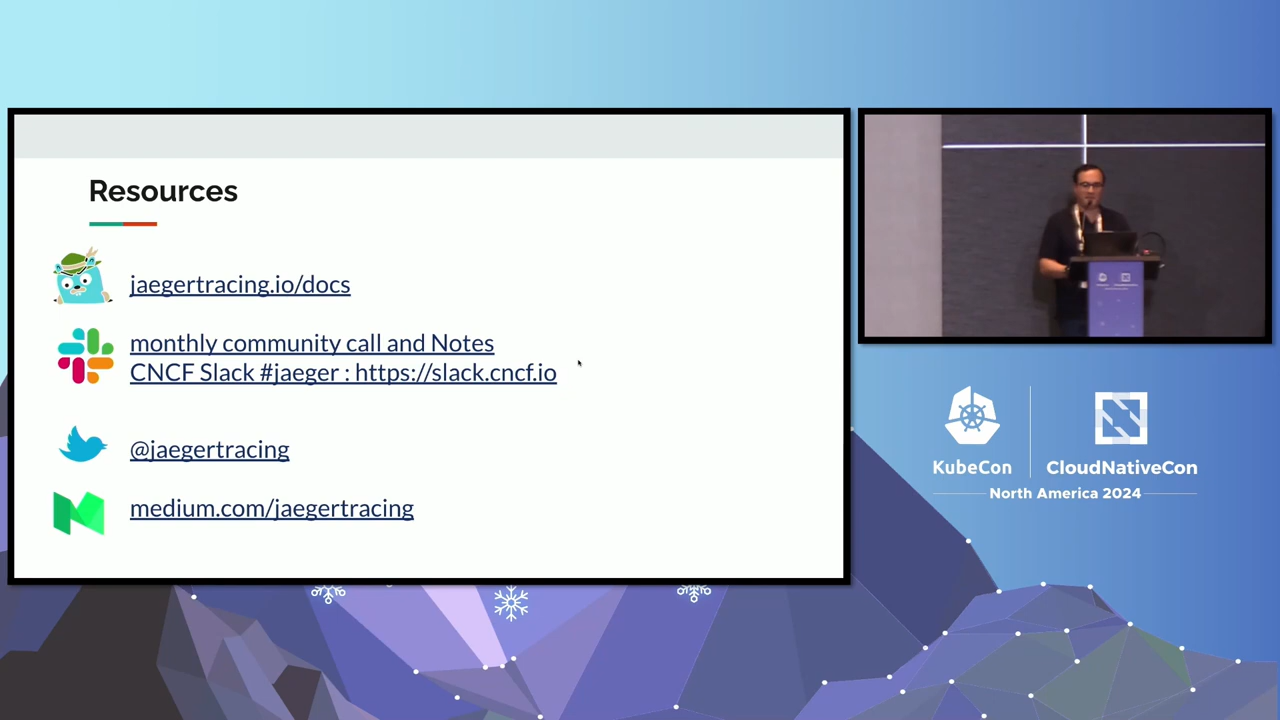 Resources
jaegertracing.io/docs
monthly community call and Notes
CNCF Slack #jaeger : https://slack.cncf.io
@jaegertracing
medium.com/jaegertracing
KubeCon
CloudNativeCon
North America 2024